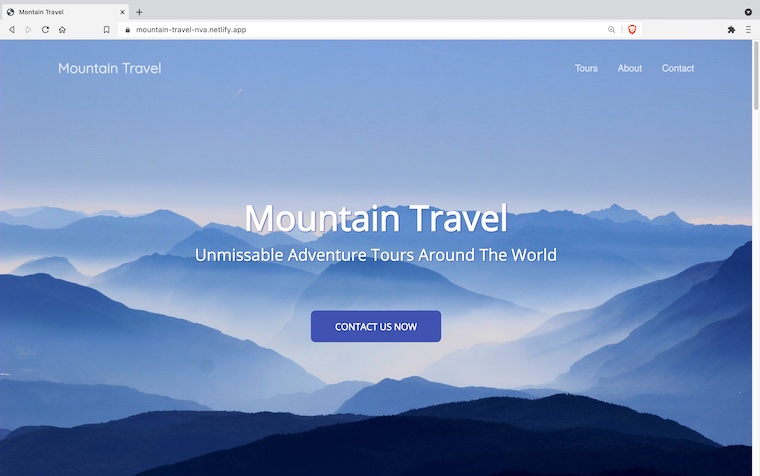 Montain Travel
mountain-travel-nva.netlify.app
Mountain Travel
Tours About Contact
Mountain Travel
Unmissable Adventure Tours Around The World
CONTACT US NOW